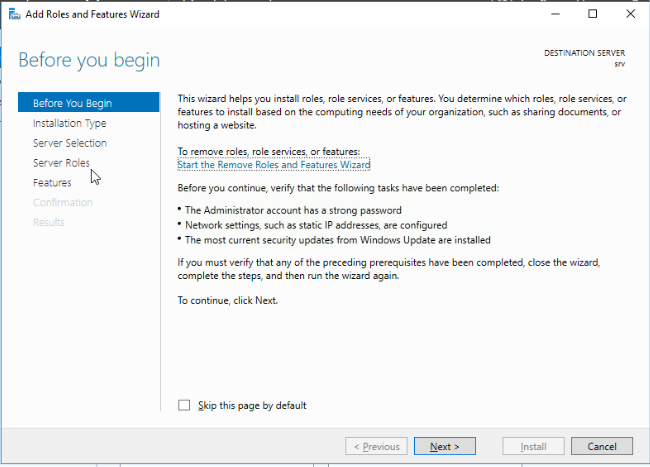 Add Roles and Features Wizard
Before you begin
DESTINATION SERVER
srv
Before You Begin
Installation Type
Server Selection
Server Roles
Features
Confirmation
Results
This wizard helps you install roles, role services, or features. You determine which roles, role services, or
features to install based on the computing needs of your organization, such as sharing documents, or
hosting a website.
To remove roles, role services, or features:
Start the Remove Roles and Features Wizard
Before you continue, verify that the following tasks have been completed:
• The Administrator account has a strong password
• Network settings, such as static IP addresses, are configured
• The most current security updates from Windows Update are installed
If you must verify that any of the preceding prerequisites have been completed, close the wizard,
complete the steps, and then run the wizard again.
To continue, click Next.
Skip this page by default
< Previous
Next >
Install
Cancel